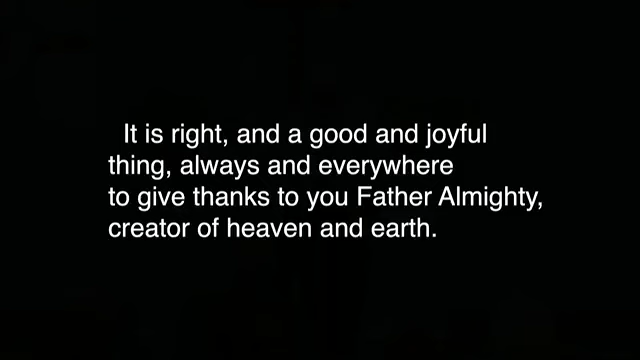 It is right, and a good and joyful
thing, always and everywhere
to give thanks to you Father Almighty,
creator of heaven and earth.